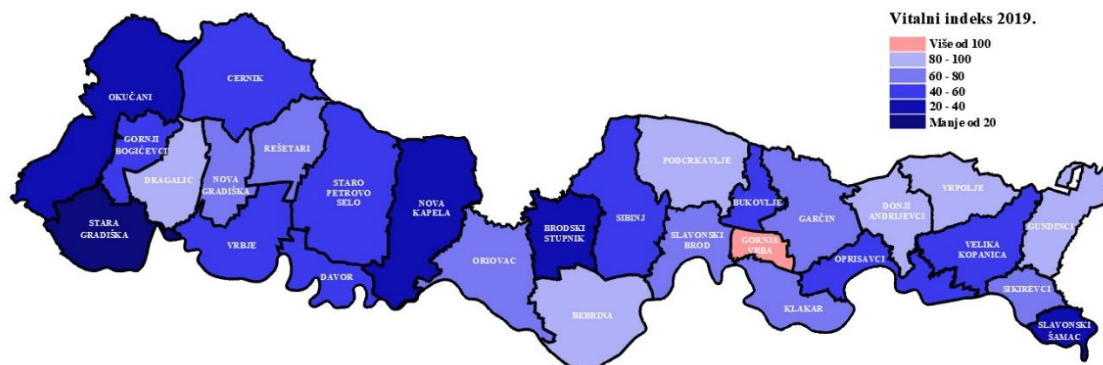 Vitalni indeks 2019.
Više od 100
80 - 100
60 - 80
40 - 60
20 - 40
Manje od 20
CERNIK
OKUČANI
GORNJI
BOGIĆEVCI
REŠETARI
DRAGALIĆ
NOVA
GRADIŠKA
STARO
PETROVO
SELO
STARA
GRADIŠKA
VRBJE
DAVOR
NOVA
KAPELA
ORIOVAC
BRODSKI
STUPNIK
BEBRINA
SIBINJ
PODCRKAVLJE
SLAVONSKI
BROD
BUKOVLJE
GORNJA
VRBA
GARČIN
KLAKAR
OPRISAVCI
DONJI
ANDRIJEVCI
VRPOLJE
VELIKA
KOPANICA
GUNDINCI
SIKIREVCI
SLAVONSKI
ŠAMAC